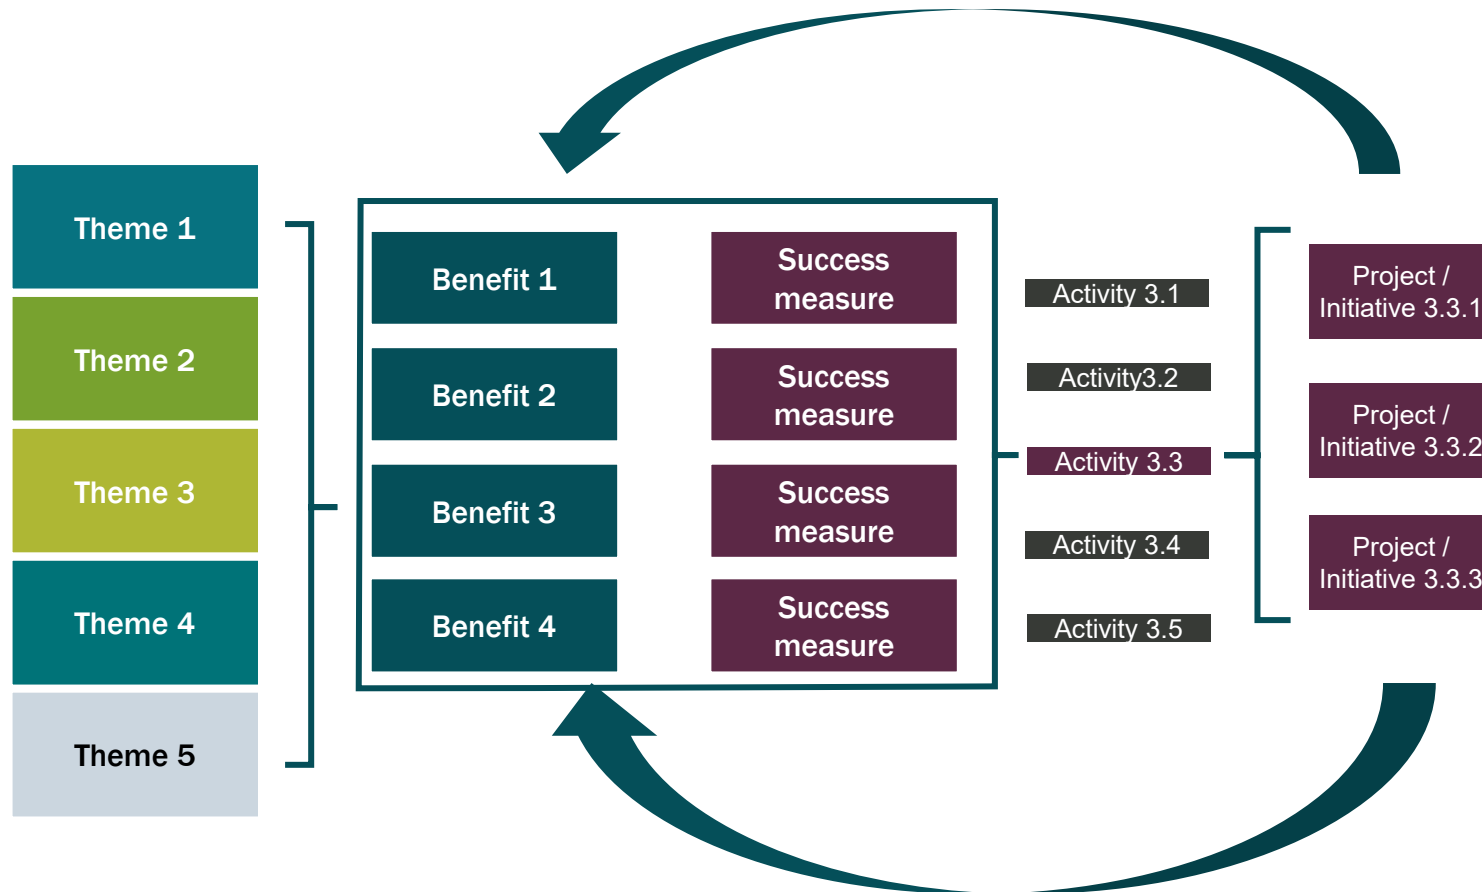 Theme 1
Theme 2
Theme 3
Theme 4
Theme 5
Benefit 1
Benefit 2
Benefit 3
Benefit 4
Success
measure
Success
measure
Success
measure
Success
measure
Activity 3.1
Activity3.2
Activity 3.3
Activity 3.4
Activity 3.5
Project /
Initiative 3.3.1
Project /
Initiative 3.3.2
Project /
Initiative 3.3.3